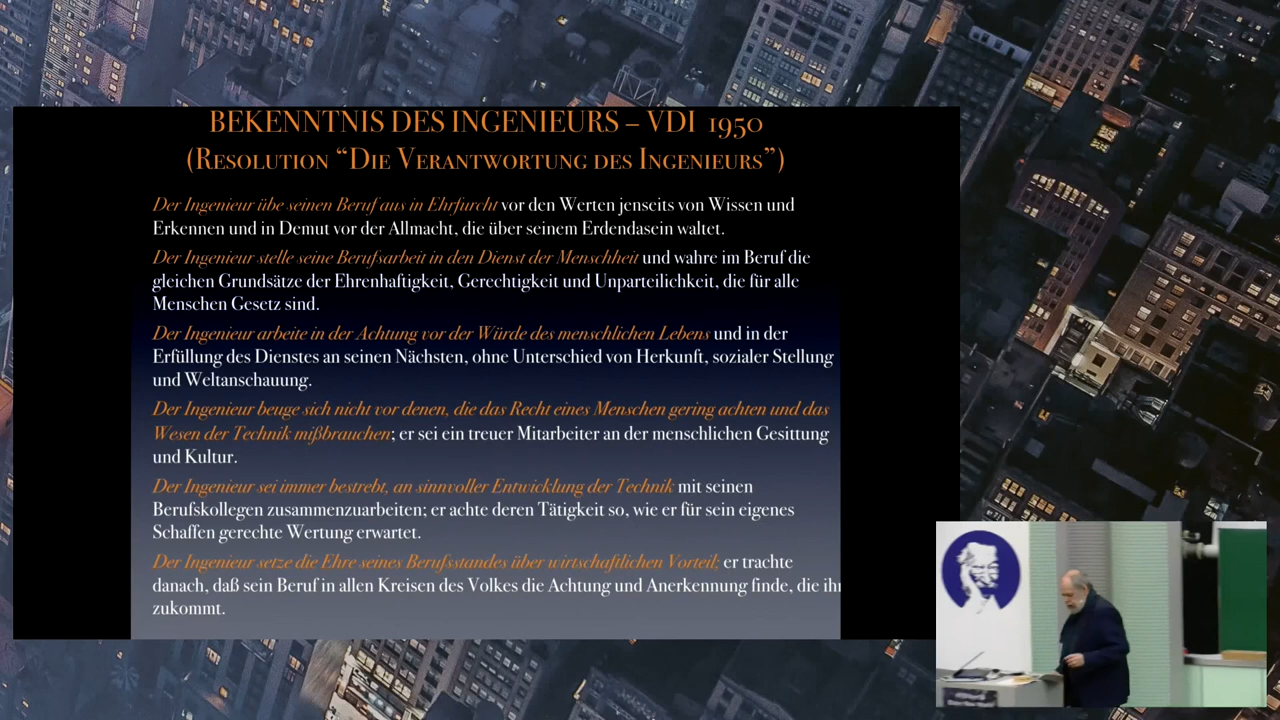 BEKENNTNIS DES INGENIEURS – VDI 1950
(Resolution “Die Verantwortung des Ingenieurs”)
Der Ingenieur übe seinen Beruf aus in Ehrfurcht vor den Werten jenseits von Wissen und
Erkennen und in Demut vor der Allmacht, die über seinem Erdendasein waltet.
Der Ingenieur stelle seine Berufsarbeit in den Dienst der Menschheit und wahre im Beruf die
gleichen Grundsätze der Ehrenhaftigkeit, Gerechtigkeit und Unparteilichkeit, die für alle
Menschen Gesetz sind.
Der Ingenieur arbeite in der Achtung vor der Würde des menschlichen Lebens und in der
Erfüllung des Dienstes an seinen Nächsten, ohne Unterschied von Herkunft, sozialer Stellung
und Weltanschauung.
Der Ingenieur beuge sich nicht vor denen, die das Recht eines Menschen gering achten und das
Wesen der Technik mißbrauchen; er sei ein treuer Mitarbeiter an der menschlichen Gesittung
und Kultur.
Der Ingenieur sei immer bestrebt, an sinnvoller Entwicklung der Technik mit seinen
Berufskollegen zusammenzuarbeiten; er achte deren Tätigkeit so, wie er für sein eigenes
Schaffen gerechte Wertung erwartet.
Der Ingenieur setze die Ehre seines Berufsstandes über wirtschaftlichen Vorteil; er trachte
danach, daß sein Beruf in allen Kreisen des Volkes die Achtung und Anerkennung finde, die ihm
zukommt.